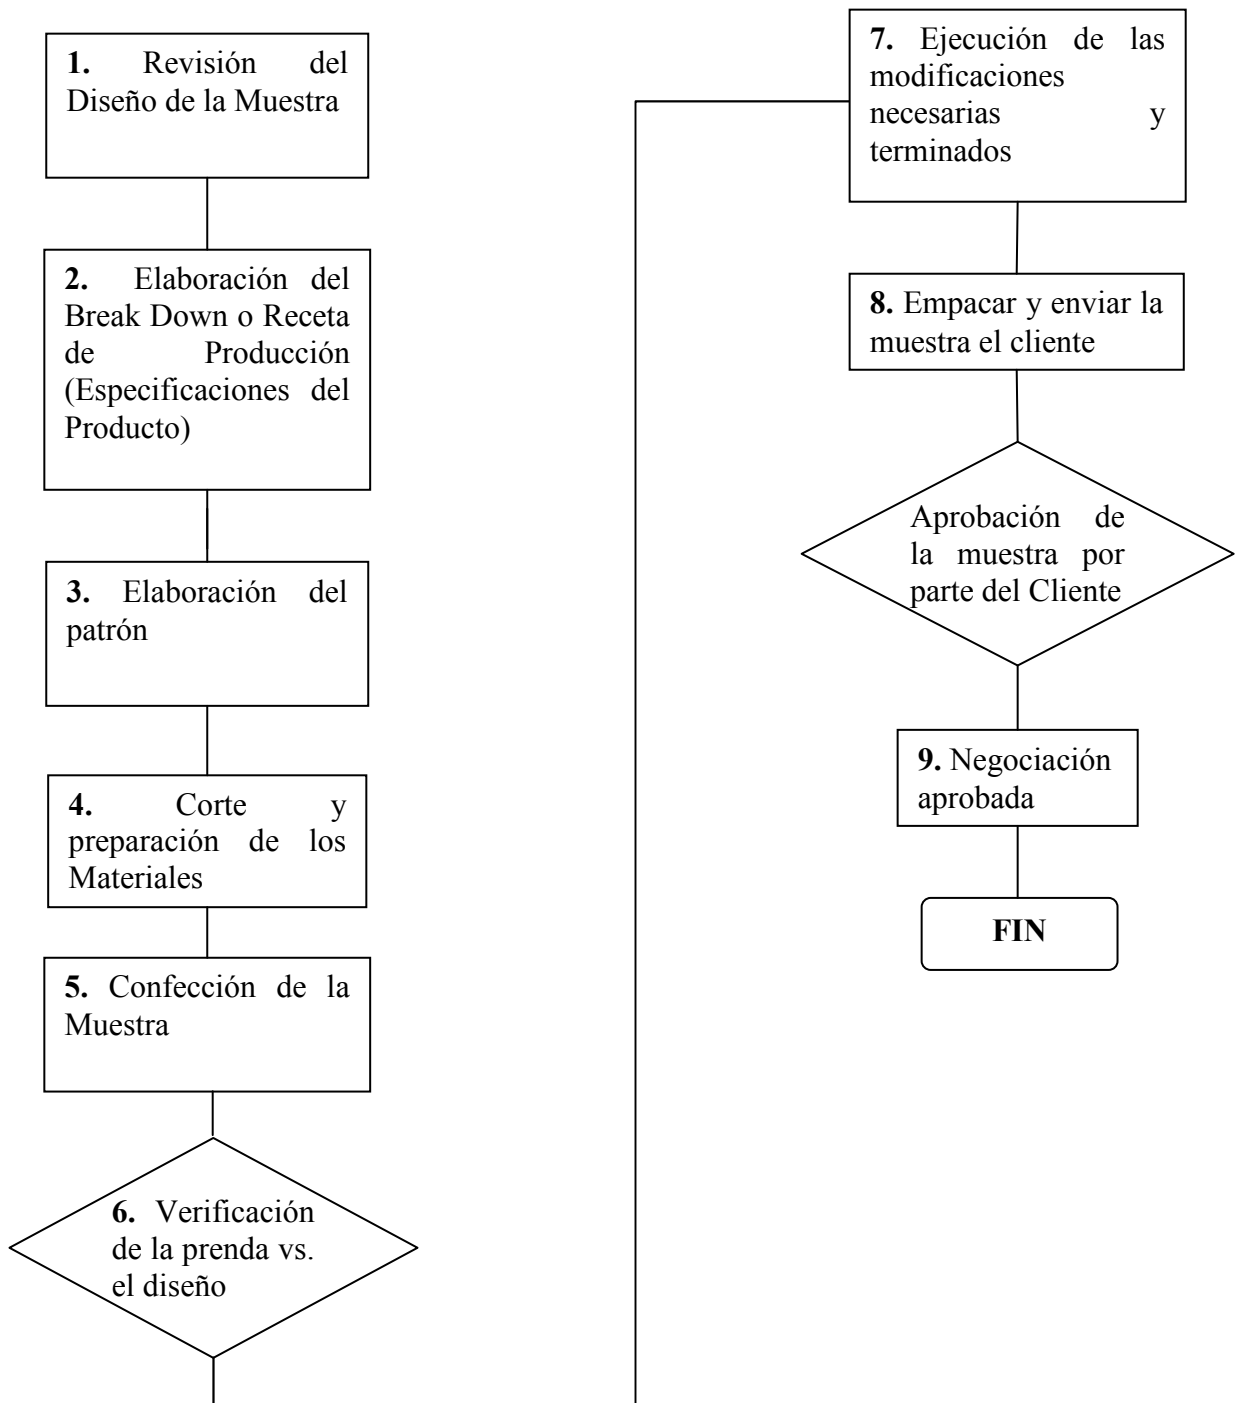 1. Revisión del
Diseño de la Muestra
2. Elaboración del
Break Down o Receta
de Producción
(Especificaciones del
Producto)
3. Elaboración del
patrón
4. Corte y
preparación de los
Materiales
5. Confección de la
Muestra
6. Verificación
de la prenda vs.
el diseño
7. Ejecución de las
modificaciones
necesarias y
terminados
8. Empacar y enviar la
muestra el cliente
Aprobación de
la muestra por
parte del Cliente
9. Negociación
aprobada
FIN